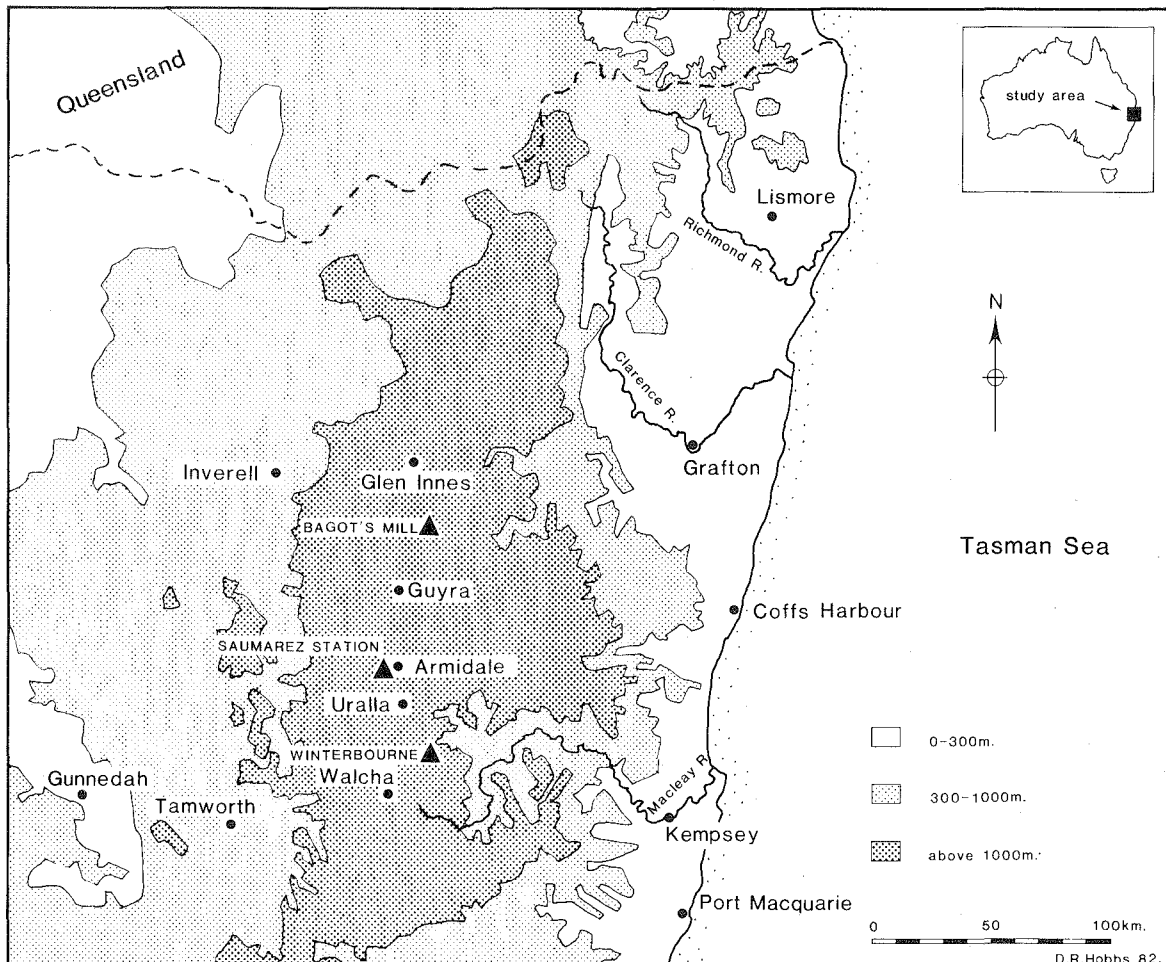 Queensland
study area
Lismore
Richmond R.
N
Clarence R.
Grafton
Inverell
Glen Innes
BAGOT'S MILL
Tasman Sea
Guyra
Coffs Harbour
SAUMAREZ STATION
Armidale
Uralla
WINTERBOURNE
Walcha
Macleay R.
Gunnedah
Tamworth
Kempsey
Port Macquarie
0-300m.
300-1000m.
above 1000m.
0 50 100km.
D R Hobbs 82.